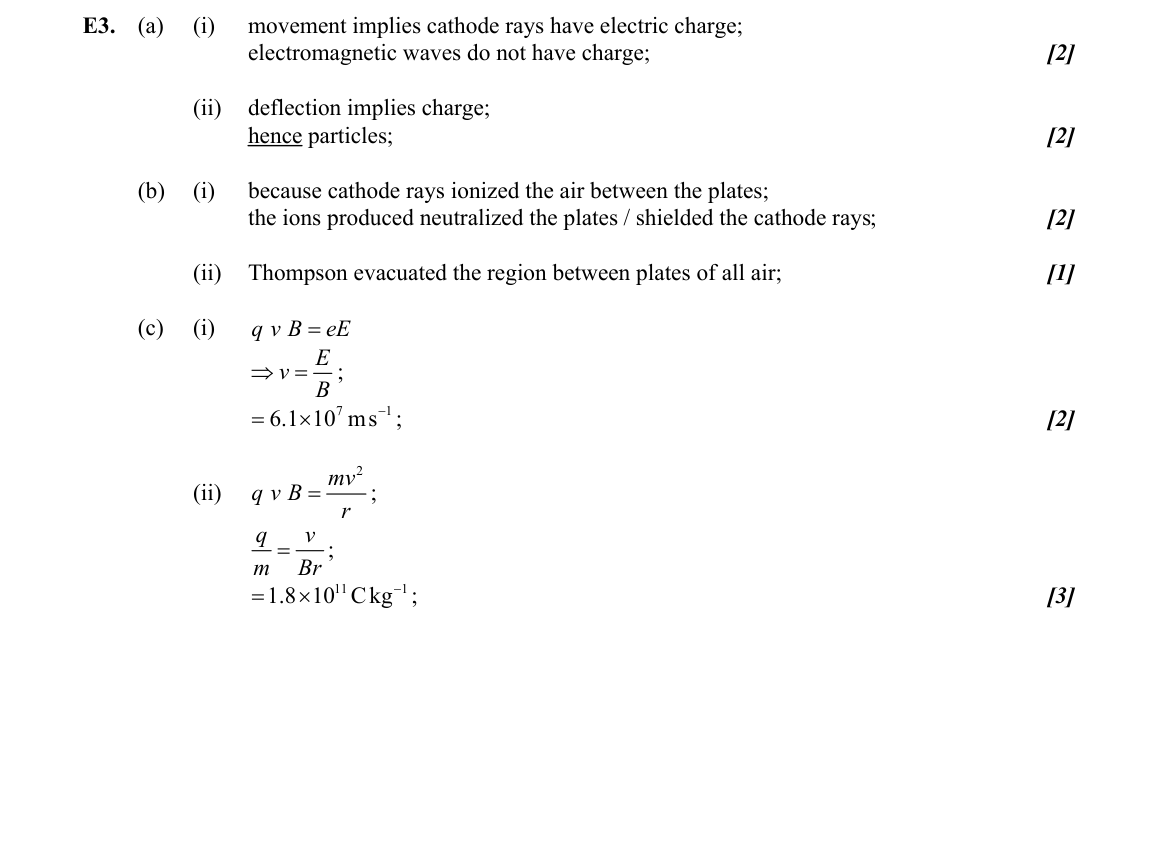 E3. (a) (i) movement implies cathode rays have electric charge;
electromagnetic waves do not have charge; [2]
(ii) deflection implies charge;
hence particles; [2]
(b) (i) because cathode rays ionized the air between the plates;
the ions produced neutralized the plates / shielded the cathode rays; [2]
(ii) Thompson evacuated the region between plates of all air; [1]
(c) (i) q v B = eE
⇒ v = E/B ;
= 6.1×10⁷ m s⁻¹ ; [2]
(ii) q v B = mv²/r ;
q/m = v/Br ;
= 1.8×10¹¹ C kg⁻¹ ; [3]